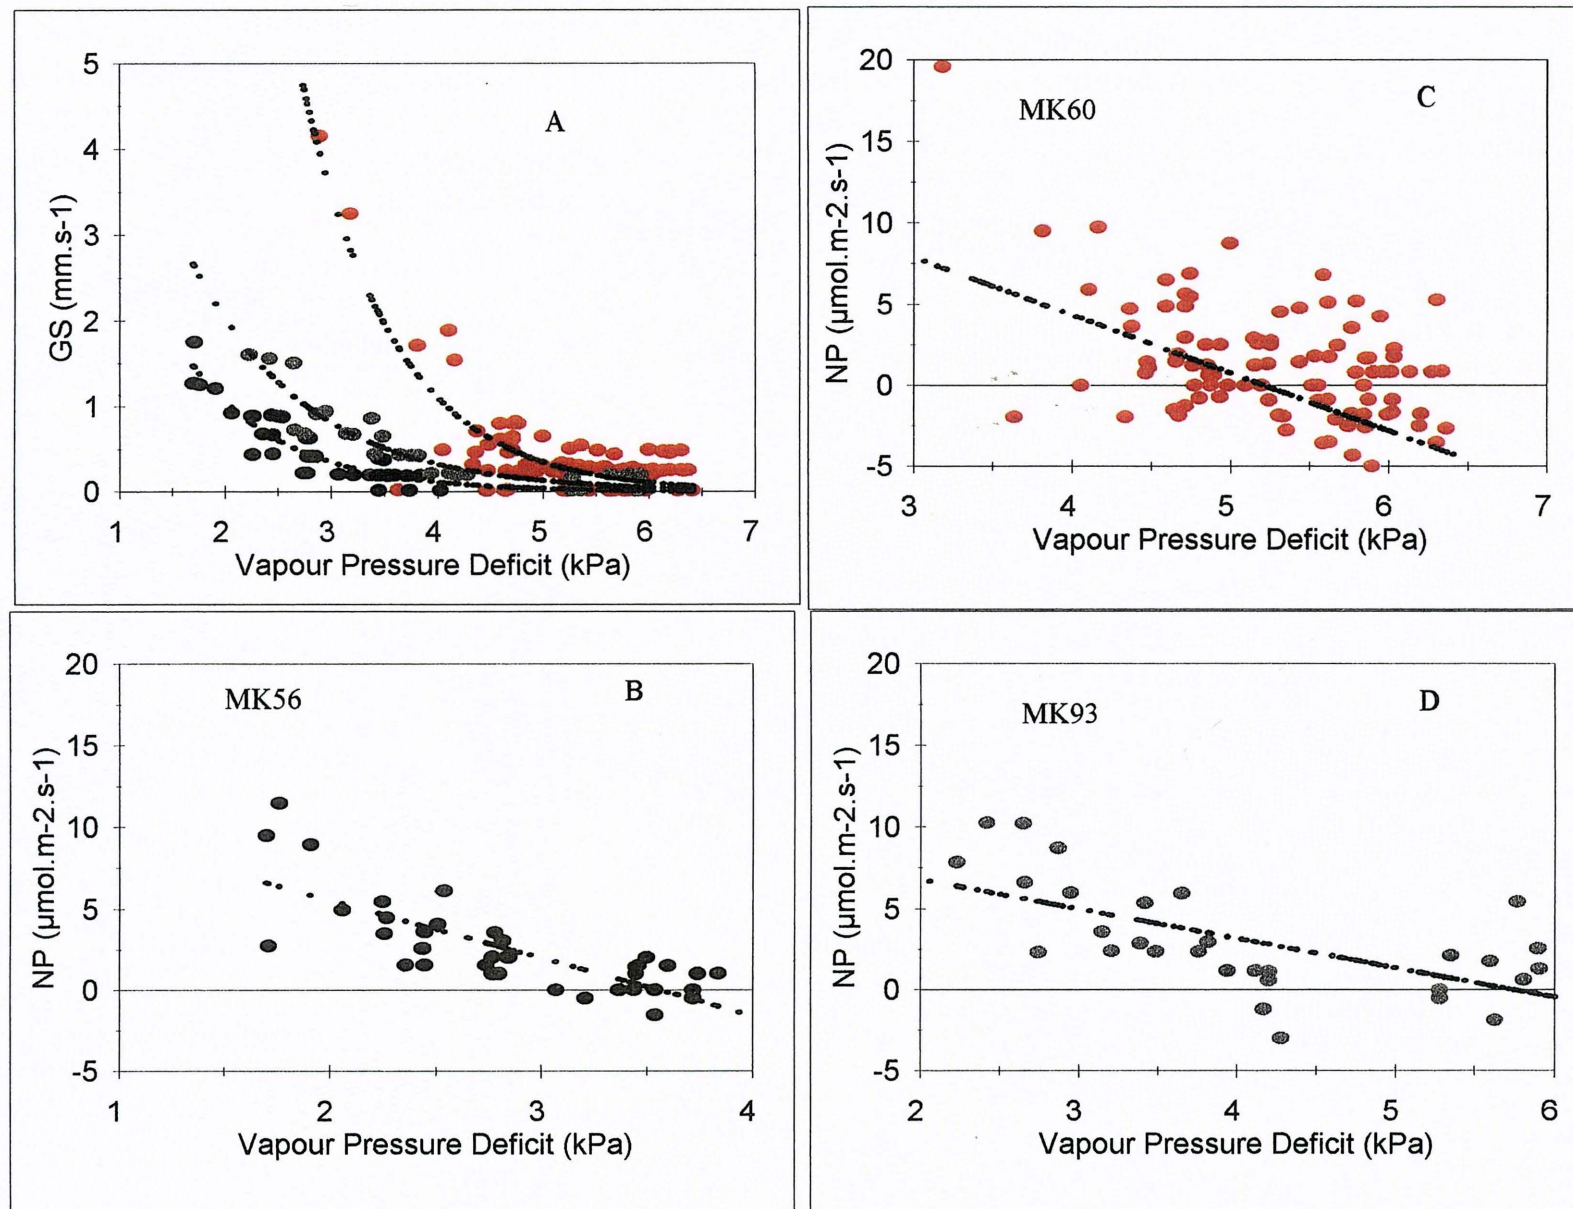 A
5
4
3
2
1
0
GS (mm.s-1)
1 2 3 4 5 6 7
Vapour Pressure Deficit (kPa)
C
MK60
20
15
10
5
0
-5
NP (µmol.m-2.s-1)
3 4 5 6 7
Vapour Pressure Deficit (kPa)
B
MK56
20
15
10
5
0
-5
NP (µmol.m-2.s-1)
1 2 3 4
Vapour Pressure Deficit (kPa)
D
MK93
20
15
10
5
0
-5
NP (µmol.m-2.s-1)
2 3 4 5 6
Vapour Pressure Deficit (kPa)